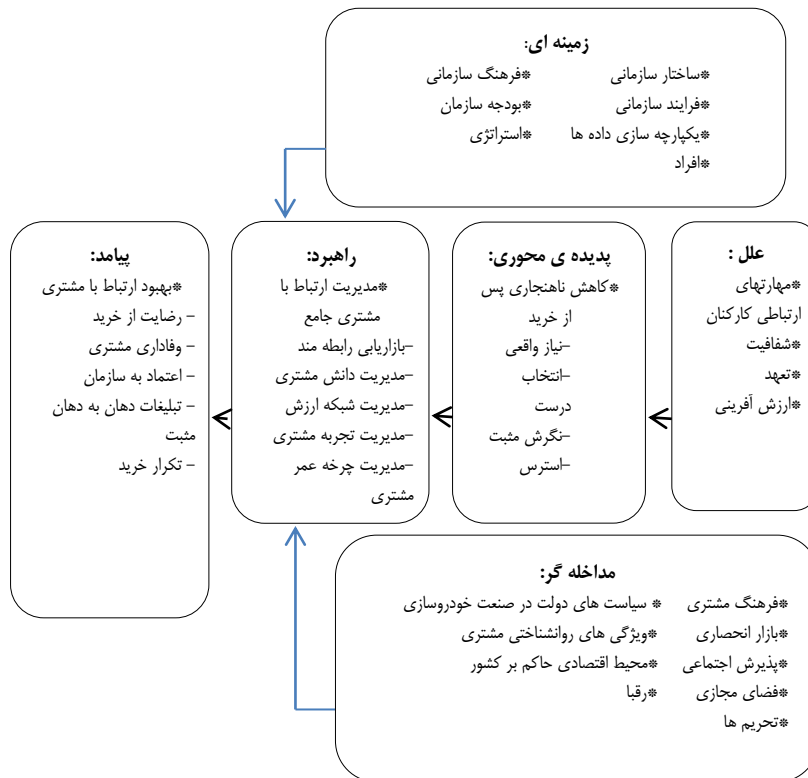 زمینه ای:
*ساختار سازمانی *فرهنگ سازمانی
*فرایند سازمانی *بودجه سازمان
*یکپارچه سازی داده ها *استراتژی
*افراد
علل :
*مهارتهای
ارتباطی کارکنان
*شفافیت
*تعهد
*ارزش آفرینی
پدیده ی محوری:
*کاهش ناهنجاری پس
از خرید
-نیاز واقعی
-انتخاب
درست
-نگرش مثبت
-استرس
راهبرد:
*مدیریت ارتباط با
مشتری جامع
-بازاریابی رابطه مند
-مدیریت دانش مشتری
-مدیریت شبکه ارزش
-مدیریت تجربه مشتری
-مدیریت چرخه عمر
مشتری
پیامد:
*بهبود ارتباط با مشتری
- رضایت از خرید
- وفاداری مشتری
- اعتماد به سازمان
- تبلیغات دهان به دهان
مثبت
- تکرار خرید
مداخله گر:
*فرهنگ مشتری * سیاست های دولت در صنعت خودروسازی
*بازار انحصاری *ویژگی های روانشناختی مشتری
*پذیرش اجتماعی *محیط اقتصادی حاکم بر کشور
*فضای مجازی *رقبا
*تحریم ها